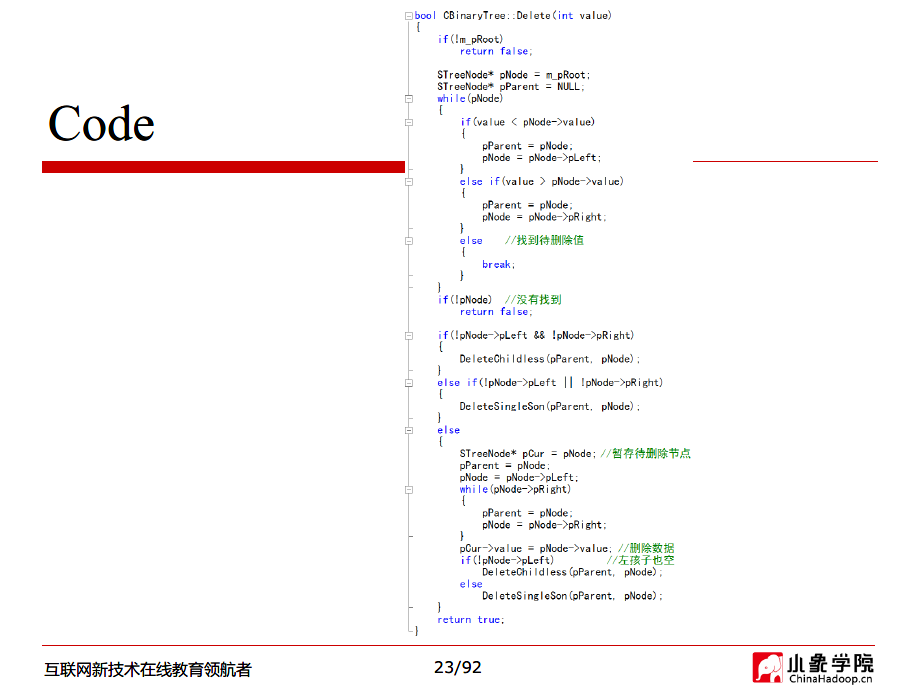 Code
bool CBinaryTree::Delete(int value)
{
    if(!m_pRoot)
        return false;

    STreeNode* pNode = m_pRoot;
    STreeNode* pParent = NULL;
    while(pNode)
    {
        if(value < pNode->value)
        {
            pParent = pNode;
            pNode = pNode->pLeft;
        }
        else if(value > pNode->value)
        {
            pParent = pNode;
            pNode = pNode->pRight;
        }
        else    //找到待删除值
        {
            break;
        }
    }
    if(!pNode)  //没有找到
        return false;

    if(!pNode->pLeft && !pNode->pRight)
    {
        DeleteChildless(pParent, pNode);
    }
    else if(!pNode->pLeft || !pNode->pRight)
    {
        DeleteSingleSon(pParent, pNode);
    }
    else
    {
        STreeNode* pCur = pNode; //暂存待删除节点
        pParent = pNode;
        pNode = pNode->pLeft;
        while(pNode->pRight)
        {
            pParent = pNode;
            pNode = pNode->pRight;
        }
        pCur->value = pNode->value; //删除数据
        if(!pNode->pLeft)         //左孩子也空
            DeleteChildless(pParent, pNode);
        else
            DeleteSingleSon(pParent, pNode);
    }
    return true;
}
互联网新技术在线教育领航者
23/92
小象学院
ChinaHadoop.cn